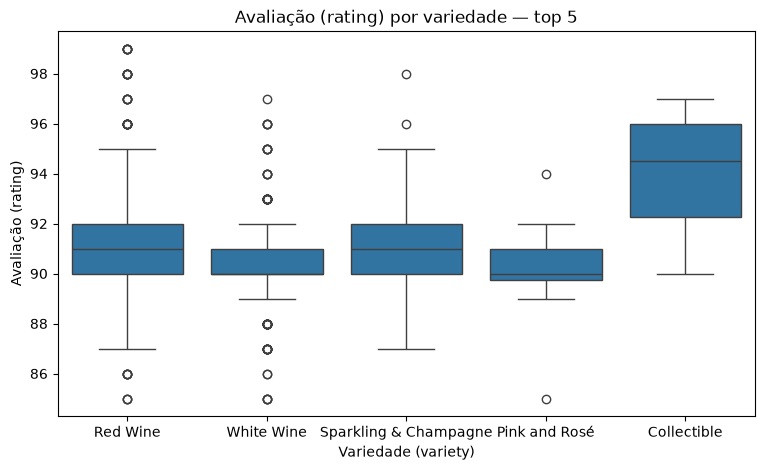 Avaliação (rating) por variedade — top 5
Avaliação (rating)
98
96
94
92
90
88
86
Red Wine
White Wine
Sparkling & Champagne
Pink and Rosé
Collectible
Variedade (variety)